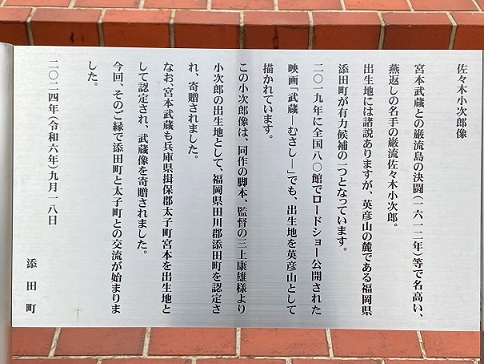 佐々木小次郎像
宮本武蔵との巌流島の決闘(一六一二年)等で名高い、
燕返しの名手の巌流佐々木小次郎。
出生地には諸説ありますが、英彦山の麓である福岡県
添田町が有力候補の一つとなっています。
二〇一九年に全国八〇館でロードショー公開された
映画「武蔵―むさし―」でも、出生地を英彦山として
描かれています。
この小次郎像は、同作の脚本、監督の三上康雄様より
小次郎の出生地として、福岡県田川郡添田町を認定さ
れ、寄贈されました。
なお、宮本武蔵も兵庫県揖保郡太子町宮本を出生地と
して認定され、武蔵像を寄贈されました。
今回、そのご縁で添田町と太子町との交流が始まりま
した。
二〇二四年(令和六年)九月一八日
添田町